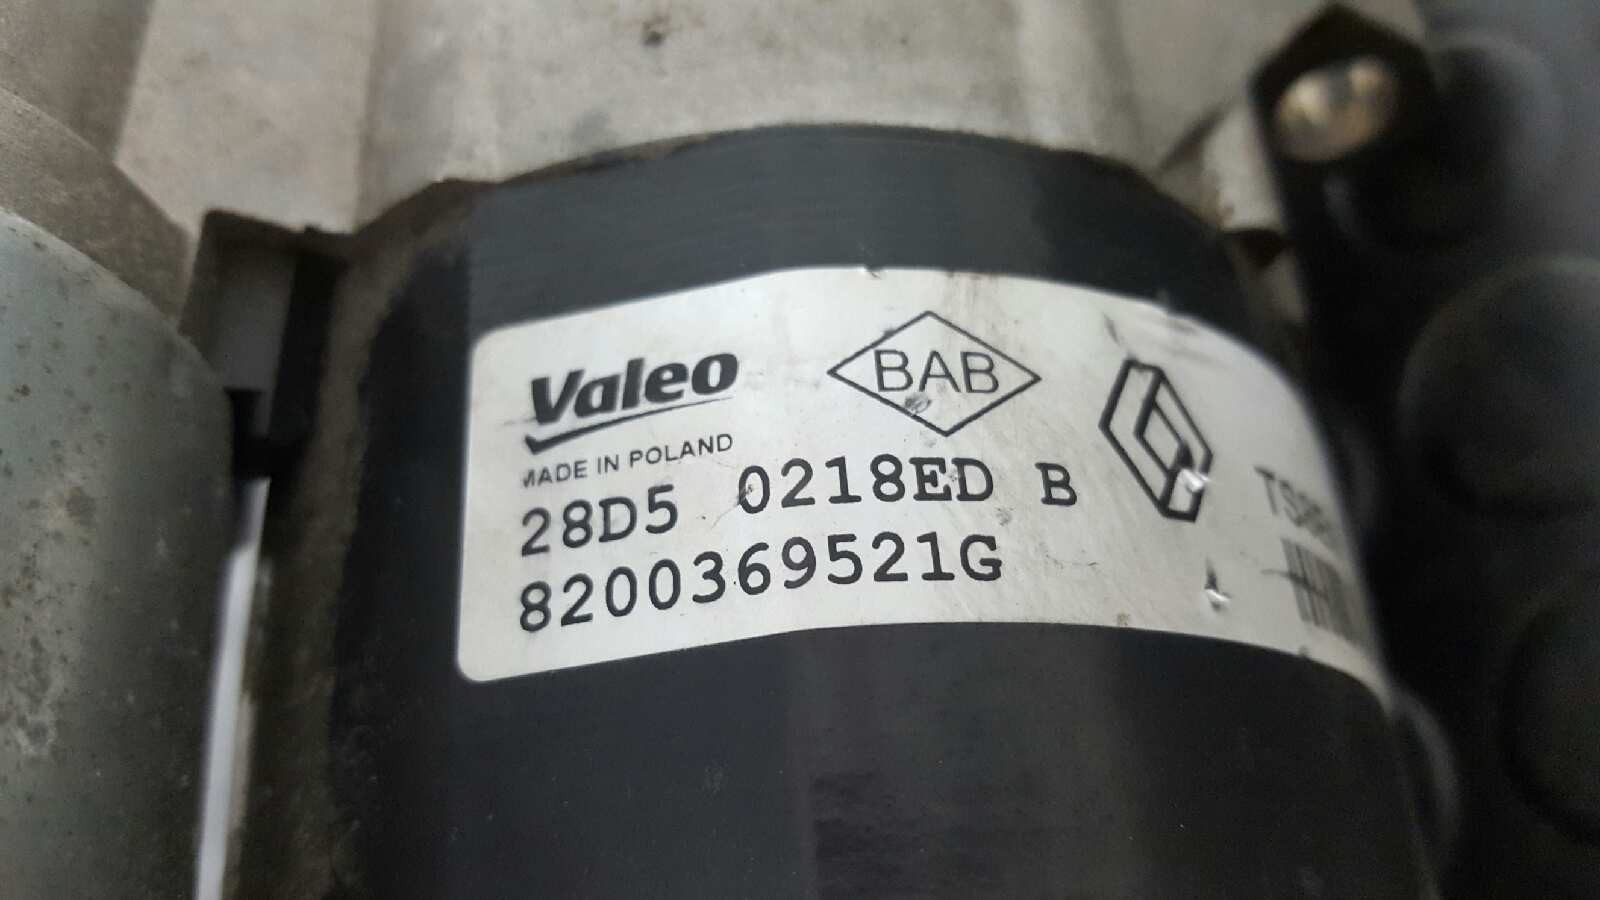 Valeo
BAB
MADE IN POLAND
28D5 0218ED B
8200369521G